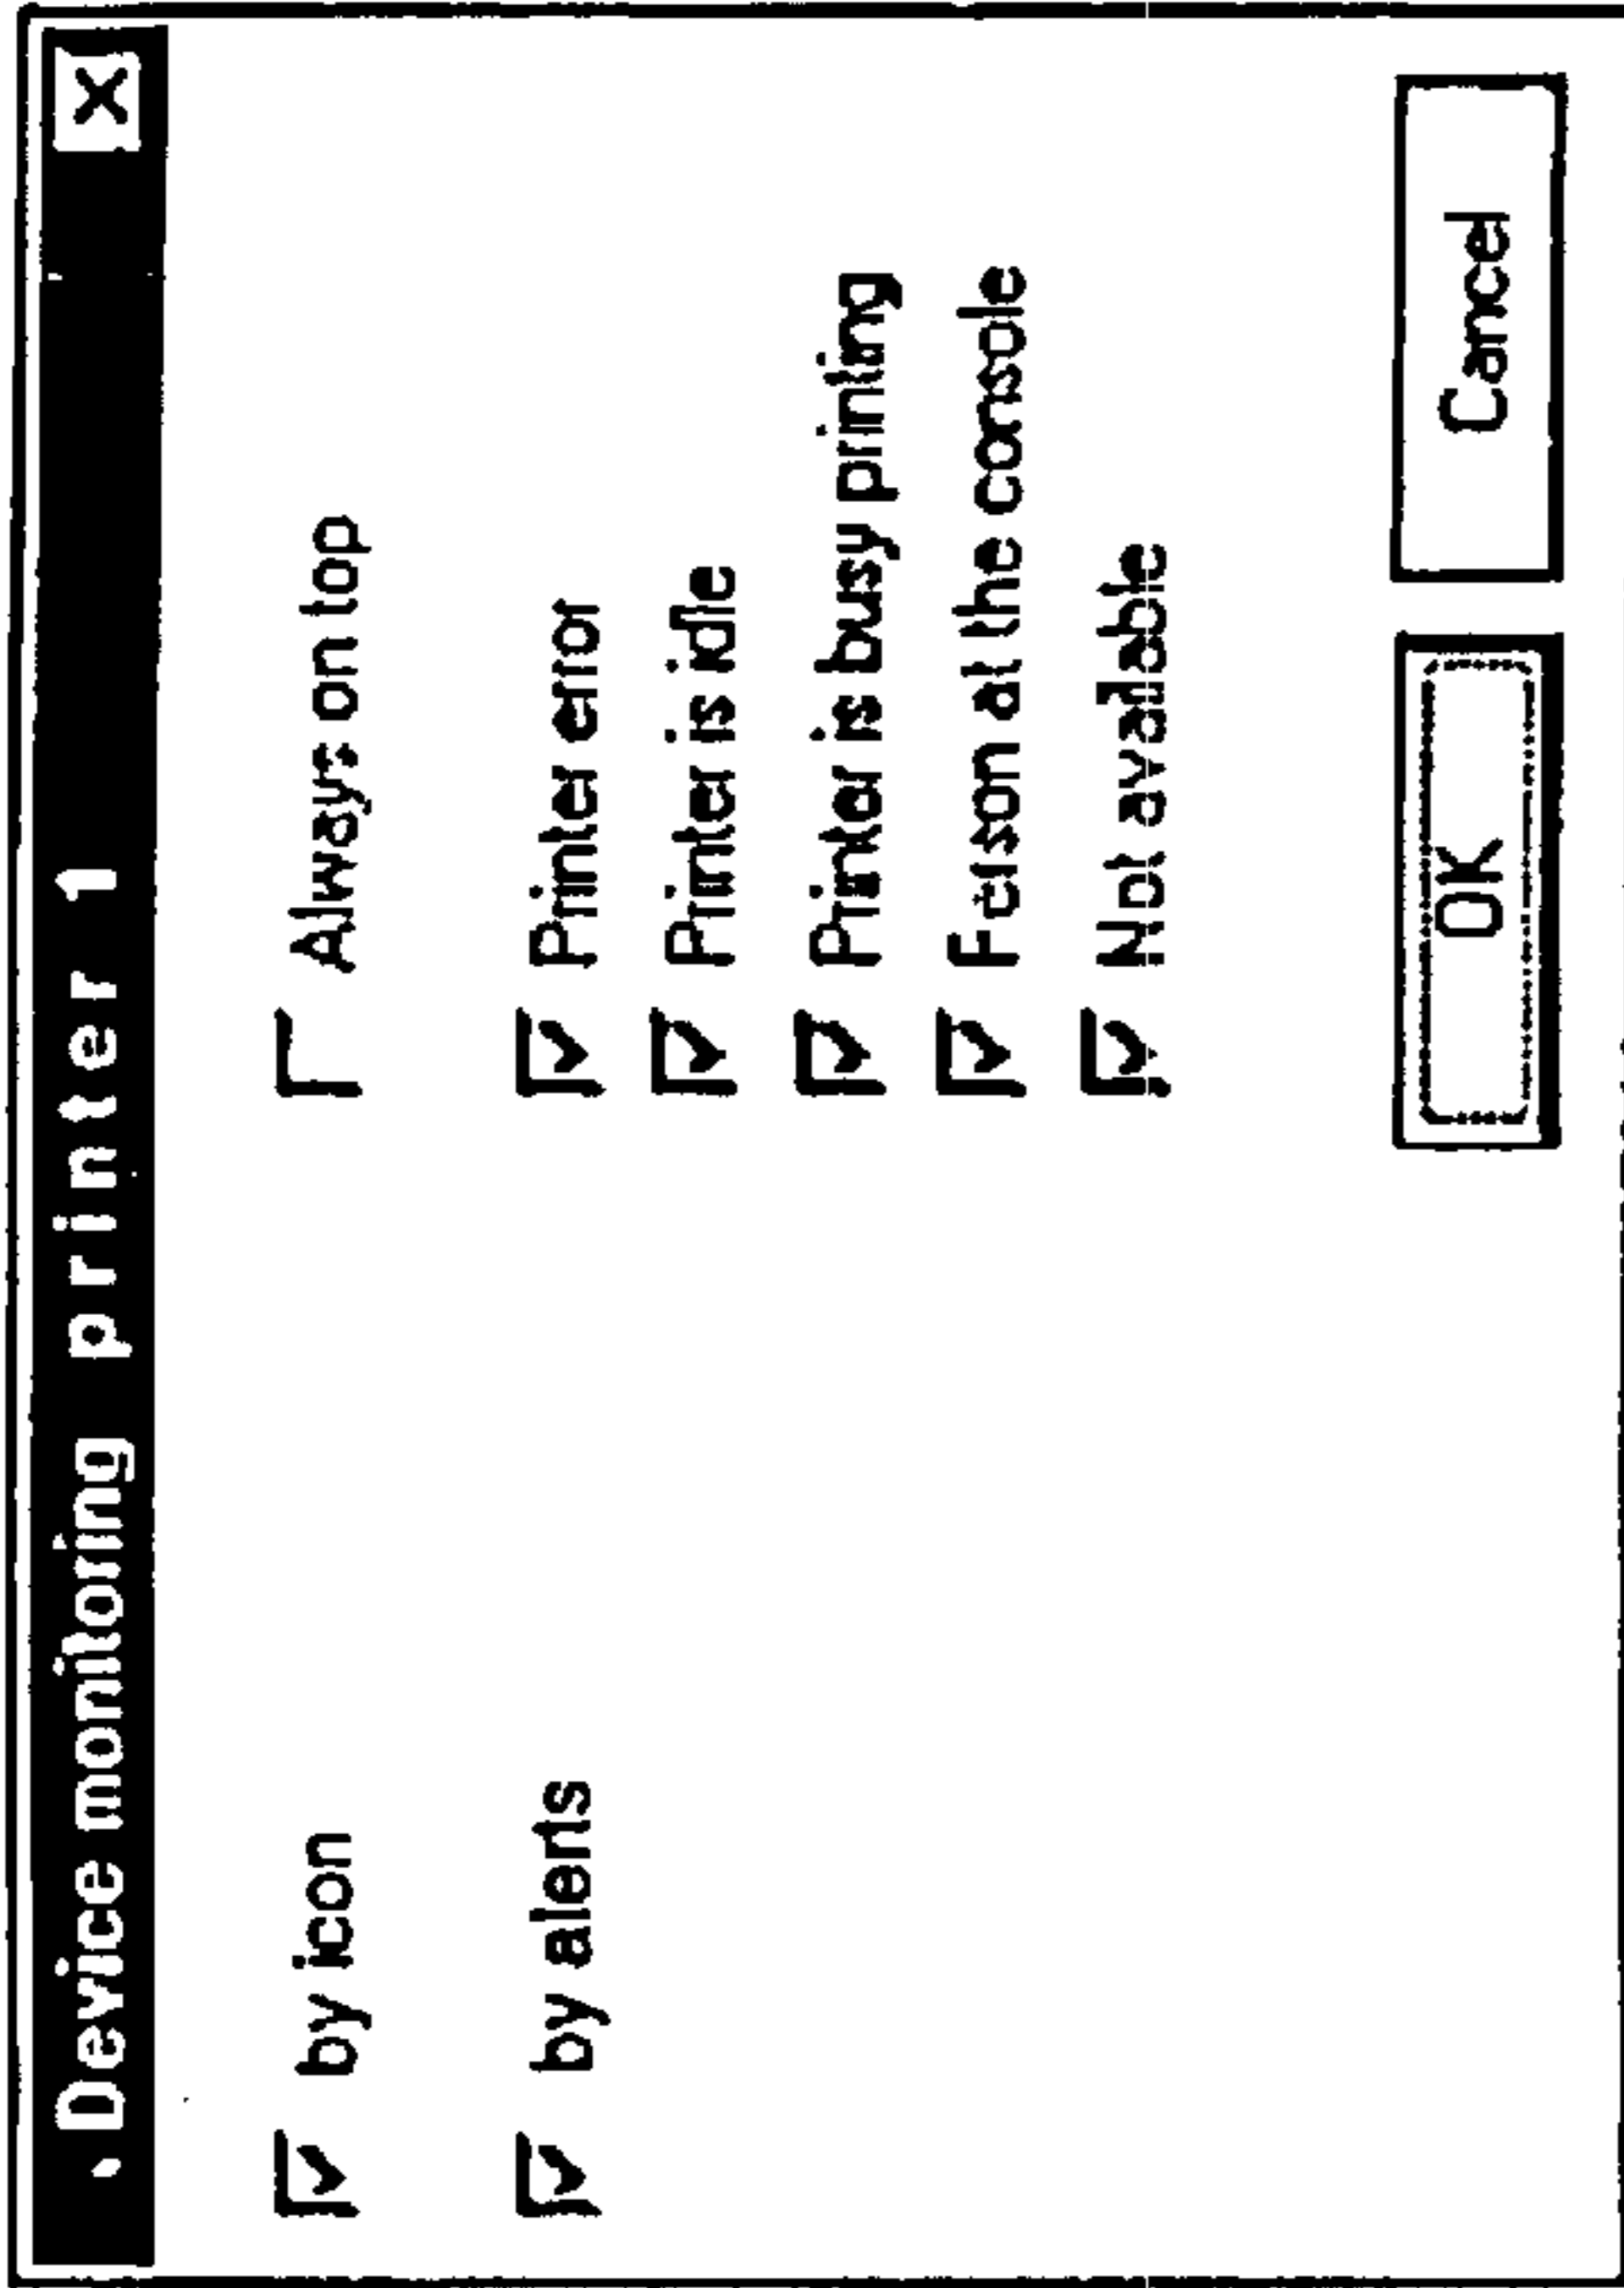 Device monitoring printer 1 X
by icon Always on top
by alerts Printer error
Printer is idle
Printer is busy printing
Person at the console
Not available
OK Cancel